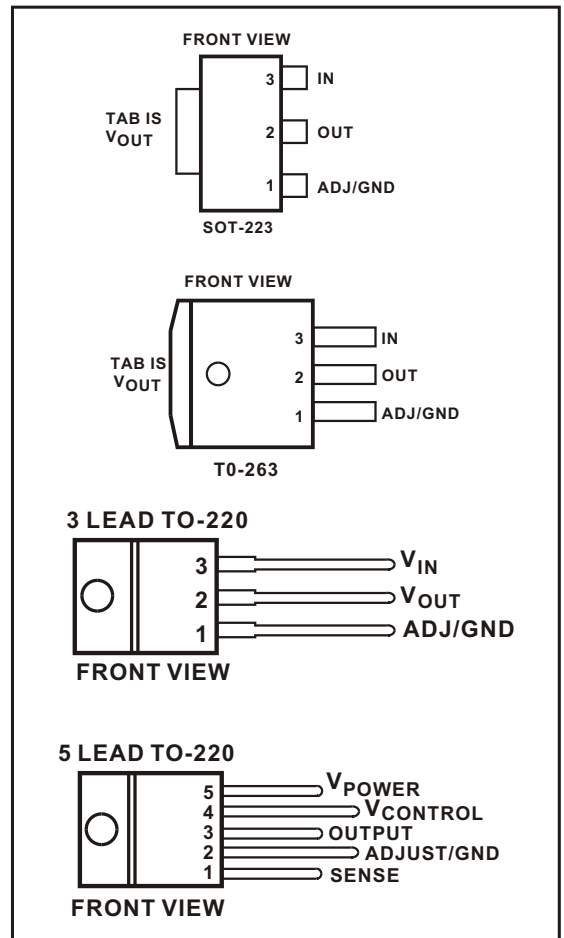 FRONT VIEW
3 IN
TAB IS
VOUT
2 OUT
1 ADJ/GND
SOT-223
FRONT VIEW
3 IN
TAB IS
VOUT
2 OUT
1 ADJ/GND
T0-263
3 LEAD TO-220
3 VIN
2 VOUT
1 ADJ/GND
FRONT VIEW
5 LEAD TO-220
5 VPOWER
4 VCONTROL
3 OUTPUT
2 ADJUST/GND
1 SENSE
FRONT VIEW